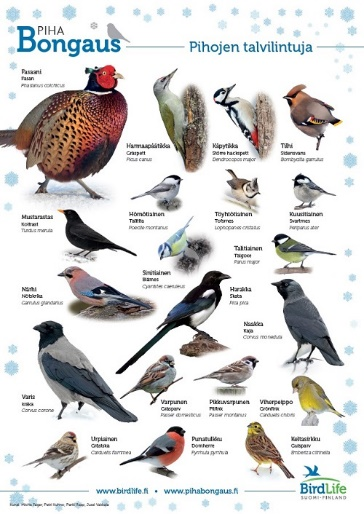 PIHA
Bongaus
Pihojen talvilintuja
Fasaani
Fasan
Phasianus colchicus
Harmaapäätikka
Gråspett
Picus canus
Käpytikka
Större hackspett
Dendrocopos major
Tilhi
Sidensvans
Bombycilla garrulus
Hömötiainen
Talltita
Poecile montanus
Töyhtötiainen
Tofsmes
Lophophanes cristatus
Kuusitiainen
Svartmes
Periparus ater
Mustarastas
Koltrast
Turdus merula
Sinitiainen
Blåmes
Cyanistes caeruleus
Talitiainen
Talgoxe
Parus major
Närhi
Nötskrika
Garrulus glandarius
Harakka
Skata
Pica pica
Naakka
Kaja
Corvus monedula
Varis
Kråka
Corvus corone
Varpunen
Gråsparv
Passer domesticus
Pikkuvarpunen
Pilfink
Passer montanus
Viherpeippo
Grönfink
Carduelis chloris
Urpiainen
Gråsiska
Carduelis flammea
Punatulkku
Domherre
Pyrrhula pyrrhula
Keltasirkku
Gulsparv
BirdLife
SUOMI•FINLAND
www.birdlife.fi • www.pihabongaus.fi